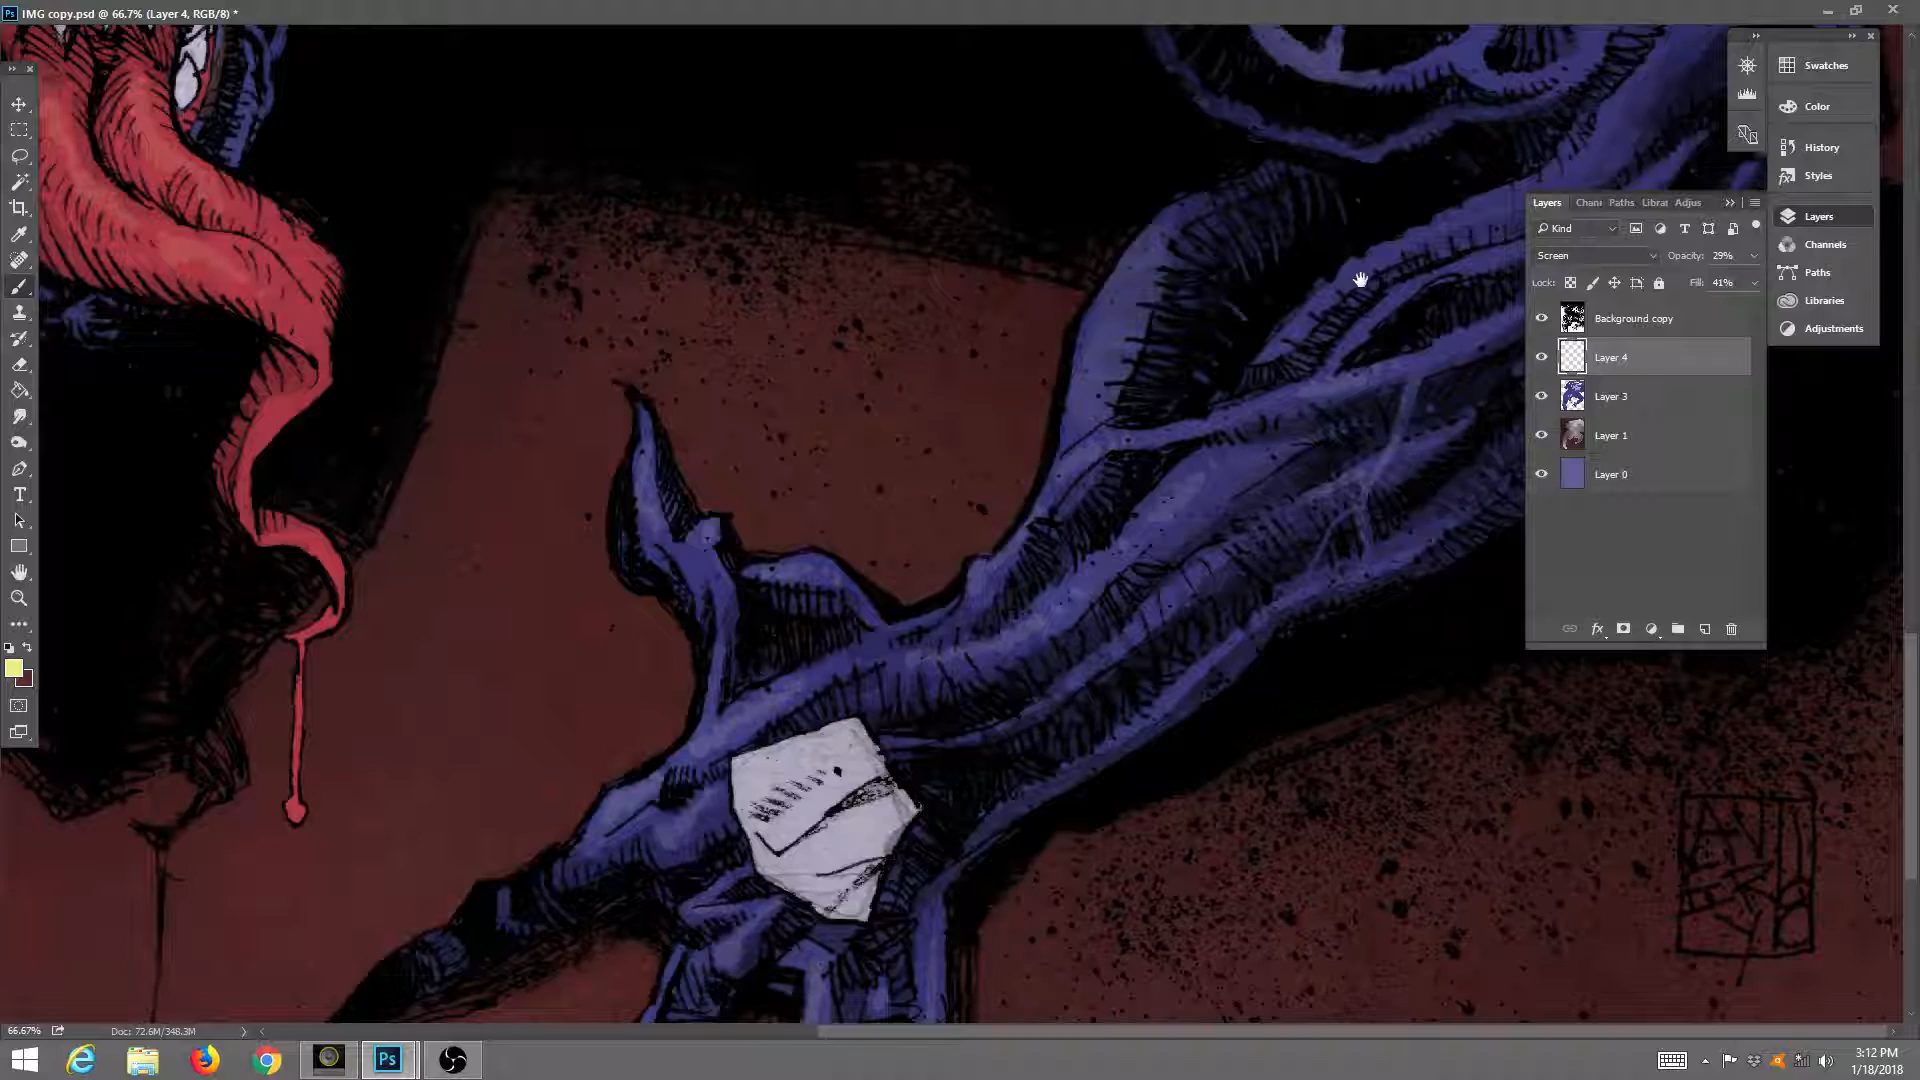 Ps IMG copy.psd @ 66.7% (Layer 4, RGB/8) *
Swatches
Color
History
Styles
Layers
Channels
Paths
Libraries
Adjustments
Layers Chann Paths Librar Adjus
Kind
Screen Opacity: 29%
Lock: Fill: 41%
Background copy
Layer 4
Layer 3
Layer 1
Layer 0
66.67% Doc: 72.6M/348.3M
Ps
3:12 PM
1/18/2018